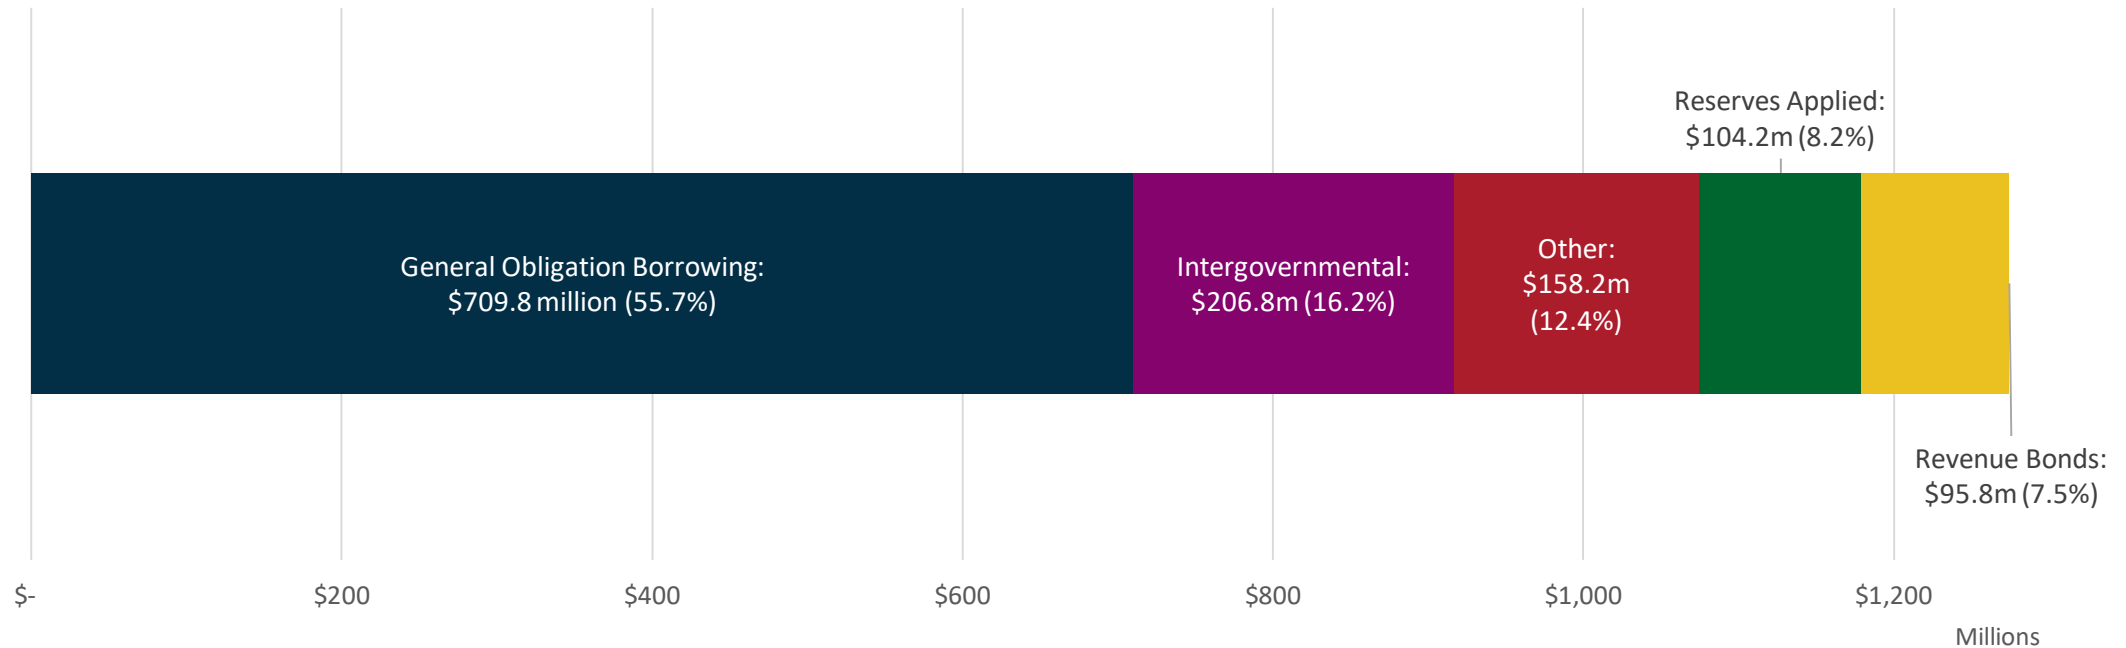 Reserves Applied:
$104.2m (8.2%)
General Obligation Borrowing:
$709.8 million (55.7%)
Intergovernmental:
$206.8m (16.2%)
Other:
$158.2m
(12.4%)
Revenue Bonds:
$95.8m (7.5%)
$-
$200
$400
$600
$800
$1,000
$1,200
Millions